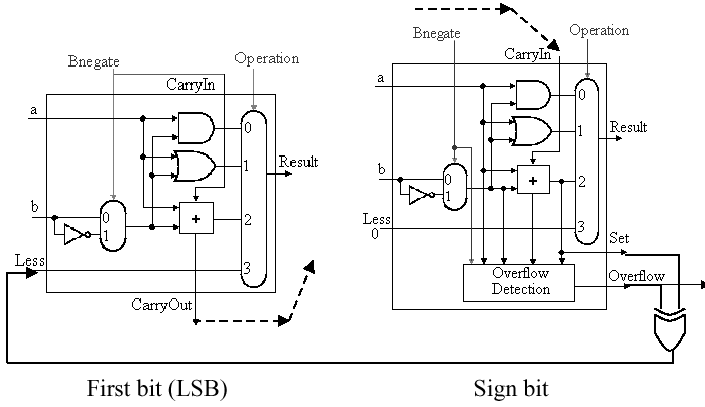 Bnegate
Operation
CarryIn
a
0
1
Result
b
0
1
+
2
Less
3
CarryOut
First bit (LSB)
Bnegate
Operation
CarryIn
a
0
1
Result
b
0
1
+
2
Less
0
3
Set
Overflow
Detection
Overflow
Sign bit